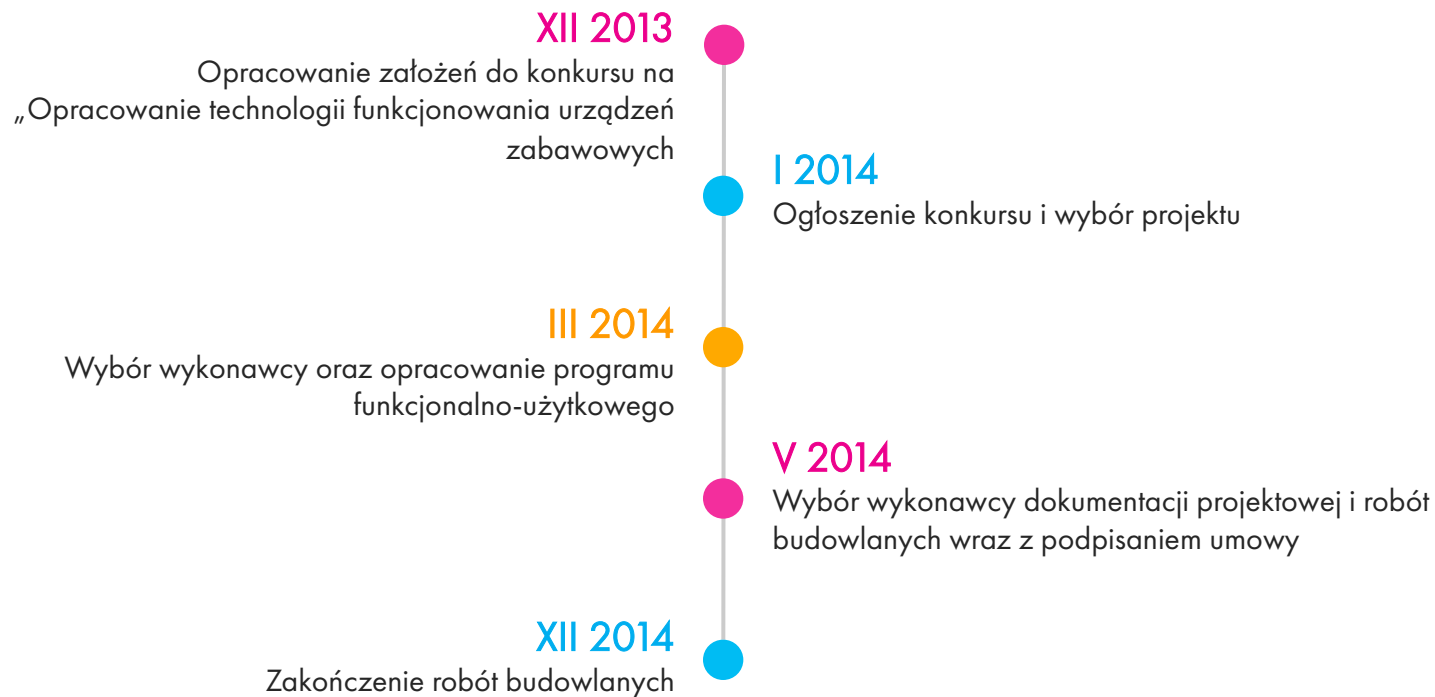 XII 2013
Opracowanie założeń do konkursu na
„Opracowanie technologii funkcjonowania urządzeń
zabawowych
I 2014
Ogłoszenie konkursu i wybór projektu
III 2014
Wybór wykonawcy oraz opracowanie programu
funkcjonalno-użytkowego
V 2014
Wybór wykonawcy dokumentacji projektowej i robót
budowlanych wraz z podpisaniem umowy
XII 2014
Zakończenie robót budowlanych